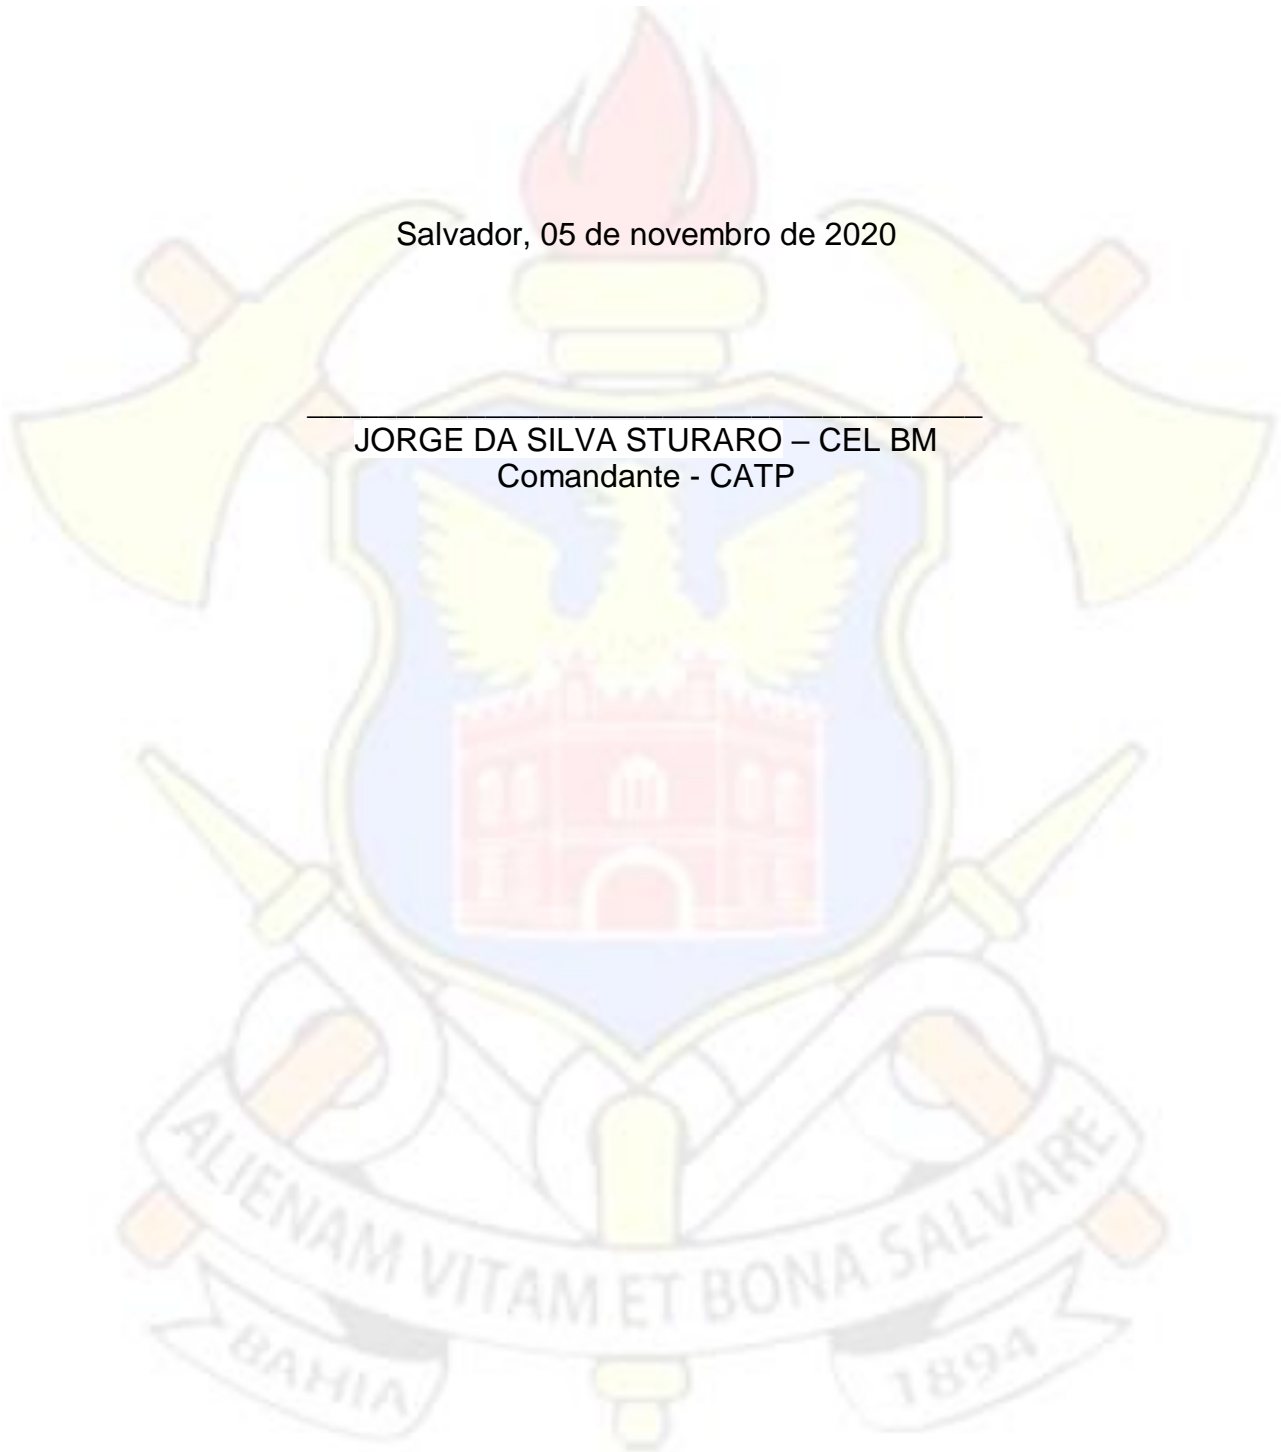 Salvador, 05 de novembro de 2020
_______________________________________
JORGE DA SILVA STURARO – CEL BM
Comandante - CATP
ALIENAM VITAM ET BONA SALVARE
BAHIA
1894